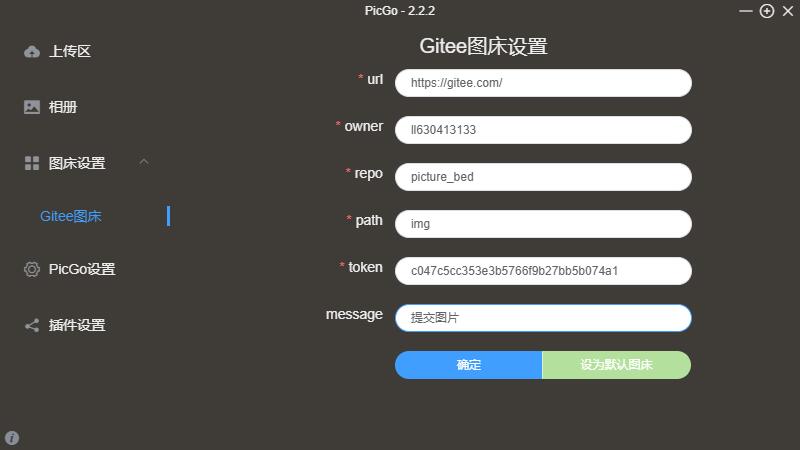 PicGo - 2.2.2
上传区
相册
图床设置
Gitee图床
PicGo设置
插件设置
Gitee图床设置
* url
https://gitee.com/
* owner
ll630413133
* repo
picture_bed
* path
img
* token
c047c5cc353e3b5766f9b27bb5b074a1
message
提交图片
确定
设为默认图床